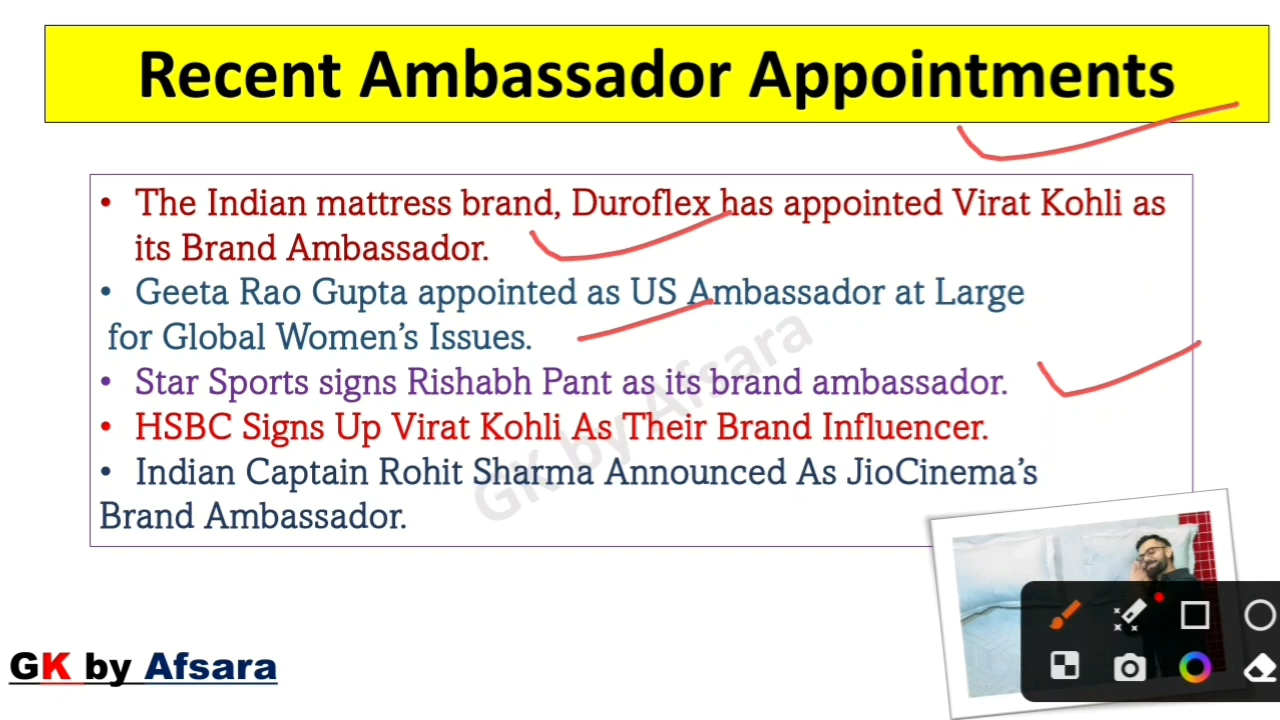 Recent Ambassador Appointments
• The Indian mattress brand, Duroflex has appointed Virat Kohli as
its Brand Ambassador.
• Geeta Rao Gupta appointed as US Ambassador at Large
for Global Women’s Issues.
• Star Sports signs Rishabh Pant as its brand ambassador.
• HSBC Signs Up Virat Kohli As Their Brand Influencer.
• Indian Captain Rohit Sharma Announced As JioCinema’s
Brand Ambassador.
GK by Afsara
GK by Afsara